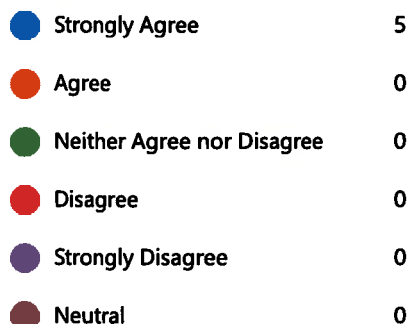 Strongly Agree 5
Agree 0
Neither Agree nor Disagree 0
Disagree 0
Strongly Disagree 0
Neutral 0